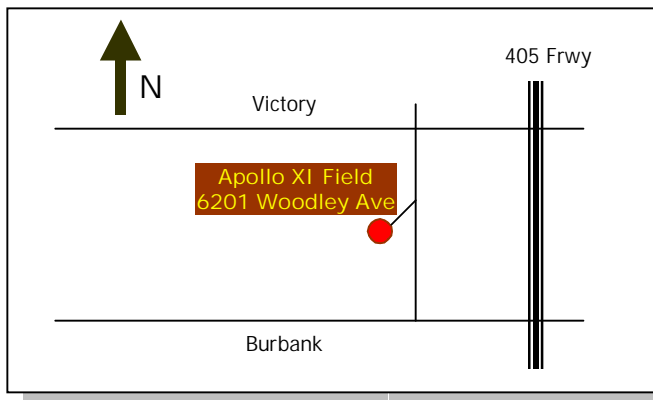 405 Frwy
N
Victory
Apollo XI Field
6201 Woodley Ave
Burbank